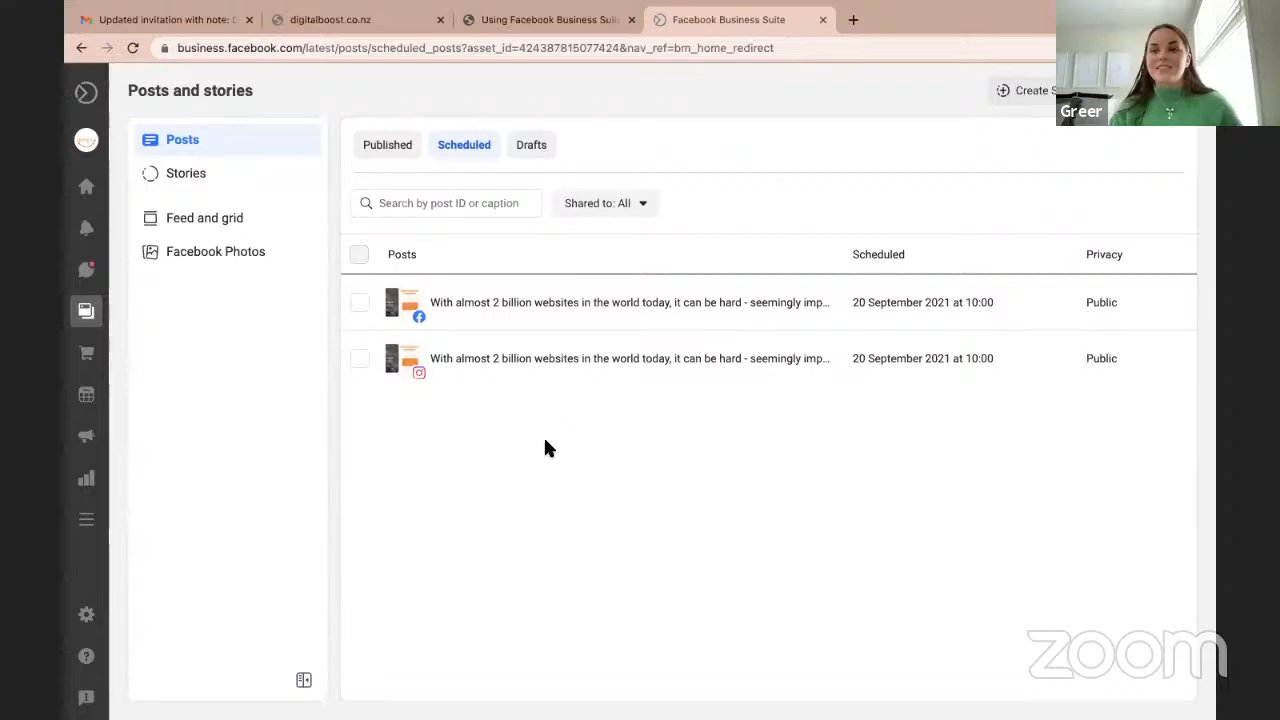 Updated invitation with note: D
digitalboost.co.nz
Using Facebook Business Suit
Facebook Business Suite
business.facebook.com/latest/posts/scheduled_posts?asset_id=424387815077424&nav_ref=bm_home_redirect
Posts and stories
Create S
Greer
Posts
Stories
Feed and grid
Facebook Photos
Published
Scheduled
Drafts
Search by post ID or caption
Shared to: All
Posts
Scheduled
Privacy
With almost 2 billion websites in the world today, it can be hard - seemingly imp...
20 September 2021 at 10:00
Public
With almost 2 billion websites in the world today, it can be hard - seemingly imp...
20 September 2021 at 10:00
Public
zoom